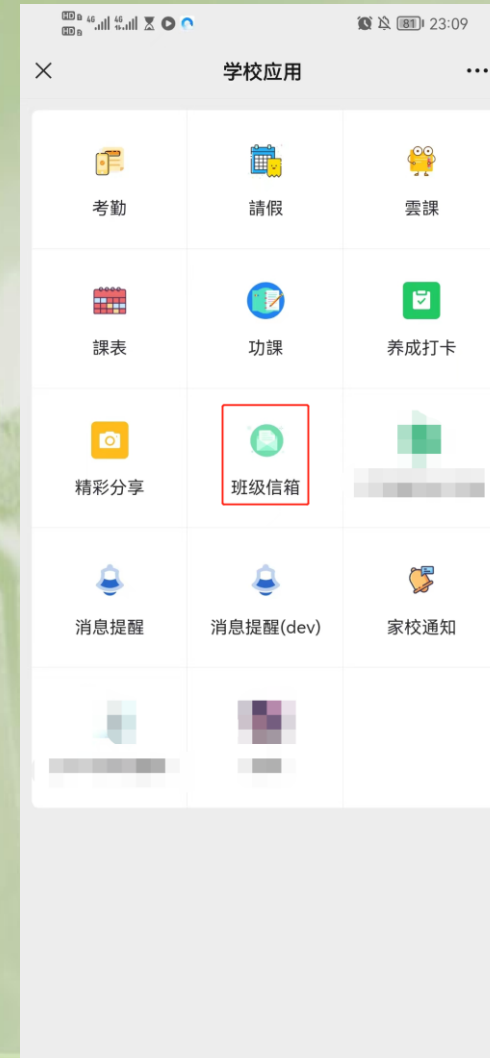 81 23:09
学校应用
考勤 請假 雲課
課表 功課 养成打卡
精彩分享 班级信箱
消息提醒 消息提醒(dev) 家校通知